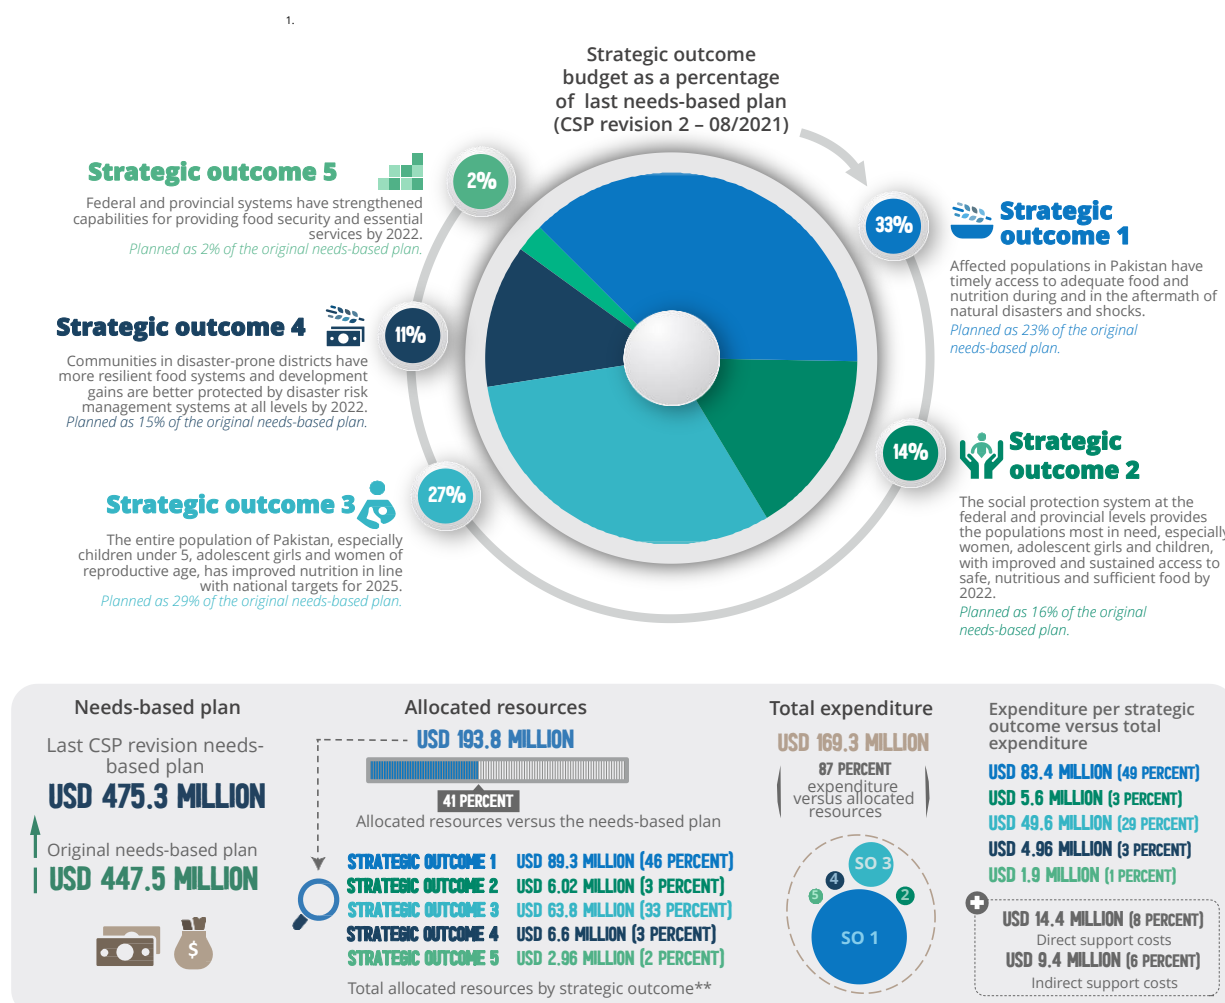 1.
Strategic outcome
budget as a percentage
of last needs-based plan
(CSP revision 2 – 08/2021)
Strategic outcome 5
Federal and provincial systems have strengthened
capabilities for providing food security and essential
services by 2022.
Planned as 2% of the original needs-based plan.
2%
33%
Strategic
outcome 1
Affected populations in Pakistan have
timely access to adequate food and
nutrition during and in the aftermath of
natural disasters and shocks.
Planned as 23% of the original
needs-based plan.
Strategic outcome 4
Communities in disaster-prone districts have
more resilient food systems and development
gains are better protected by disaster risk
management systems at all levels by 2022.
Planned as 15% of the original needs-based plan.
11%
14%
Strategic
outcome 2
The social protection system at the
federal and provincial levels provides
the populations most in need, especially
women, adolescent girls and children,
with improved and sustained access to
safe, nutritious and sufficient food by
2022.
Planned as 16% of the original
needs-based plan.
Strategic outcome 3
The entire population of Pakistan, especially
children under 5, adolescent girls and women of
reproductive age, has improved nutrition in line
with national targets for 2025.
Planned as 29% of the original needs-based plan.
27%
Needs-based plan
Last CSP revision needs-
based plan
USD 475.3 MILLION
Original needs-based plan
USD 447.5 MILLION
$
Allocated resources
USD 193.8 MILLION
41 PERCENT
Allocated resources versus the needs-based plan
STRATEGIC OUTCOME 1 USD 89.3 MILLION (46 PERCENT)
STRATEGIC OUTCOME 2 USD 6.02 MILLION (3 PERCENT)
STRATEGIC OUTCOME 3 USD 63.8 MILLION (33 PERCENT)
STRATEGIC OUTCOME 4 USD 6.6 MILLION (3 PERCENT)
STRATEGIC OUTCOME 5 USD 2.96 MILLION (2 PERCENT)
Total allocated resources by strategic outcome**
Total expenditure
USD 169.3 MILLION
87 PERCENT
expenditure
versus allocated
resources
SO 3
4
5
2
SO 1
Expenditure per strategic
outcome versus total
expenditure
USD 83.4 MILLION (49 PERCENT)
USD 5.6 MILLION (3 PERCENT)
USD 49.6 MILLION (29 PERCENT)
USD 4.96 MILLION (3 PERCENT)
USD 1.9 MILLION (1 PERCENT)
USD 14.4 MILLION (8 PERCENT)
Direct support costs
USD 9.4 MILLION (6 PERCENT)
Indirect support costs